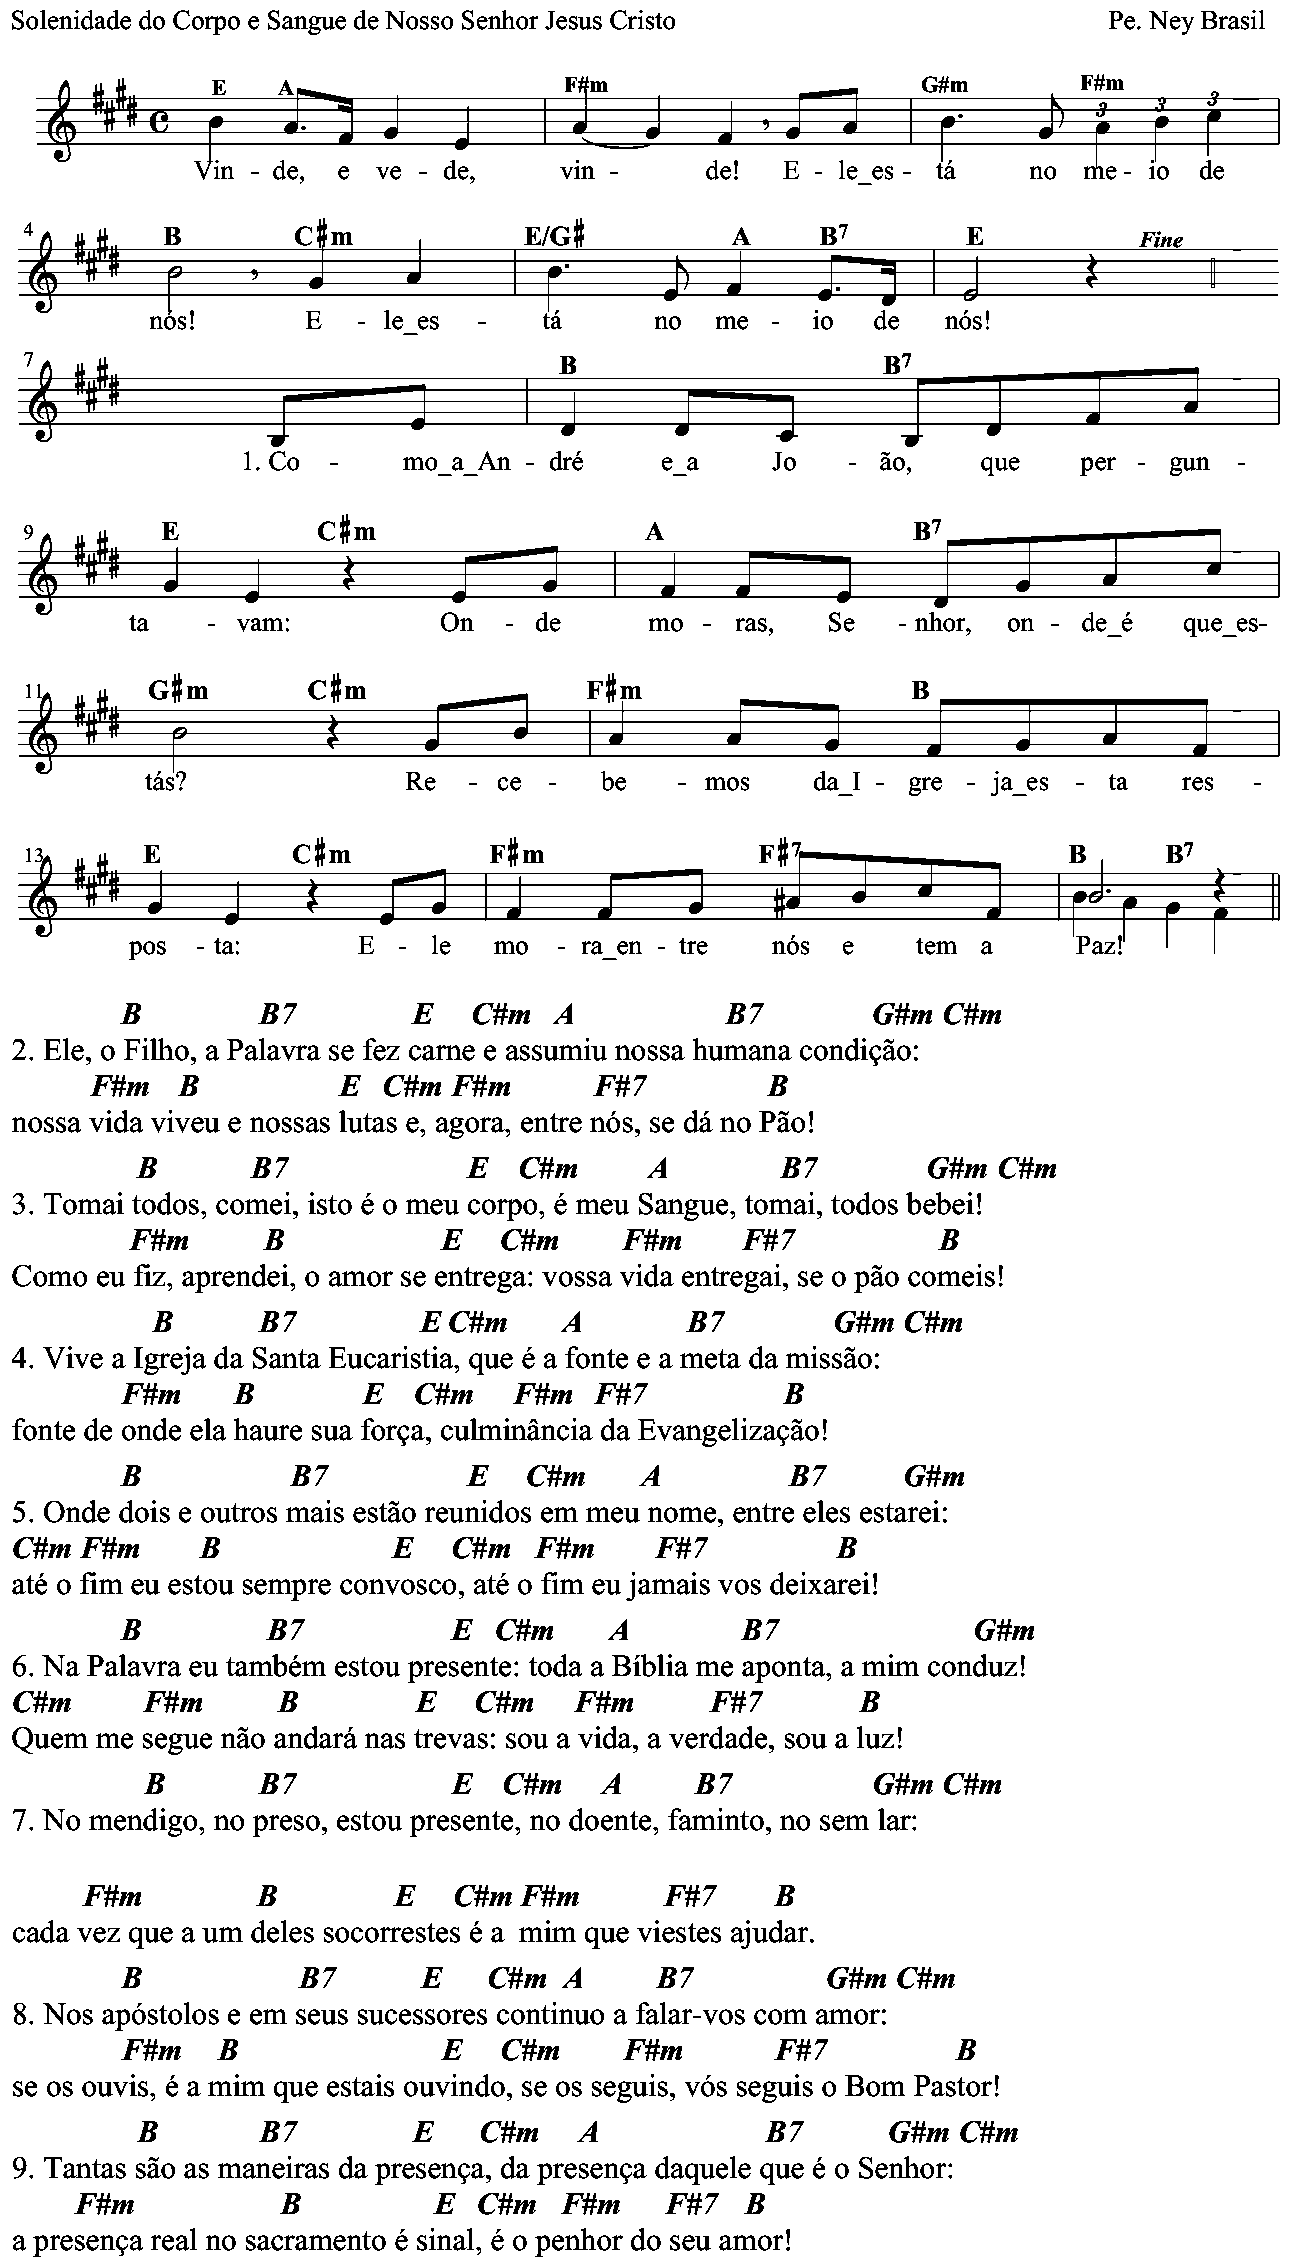 Solenidade do Corpo e Sangue de Nosso Senhor Jesus Cristo Pe. Ney Brasil
E A F#m G#m F#m 3 3 3
Vin - de, e ve - de, vin - de! E - le_es - tá no me - io de
4 B C#m E/G# A B7 E Fine
nós! E - le_es - tá no me - io de nós!
7 B B7
1. Co - mo_a_An - dré e_a Jo - ão, que per - gun -
9 E C#m A B7
ta - vam: On - de mo - ras, Se - nhor, on - de_é que_es-
11 G#m C#m F#m B
tás? Re - ce - be - mos da_I - gre - ja_es - ta res -
13 E C#m F#m F#7 B B7
pos - ta: E - le mo - ra_en - tre nós e tem a Paz!
B B7 E C#m A B7 G#m C#m
2. Ele, o Filho, a Palavra se fez carne e assumiu nossa humana condição:
F#m B E C#m F#m F#7 B
nossa vida viveu e nossas lutas e, agora, entre nós, se dá no Pão!
B B7 E C#m A B7 G#m C#m
3. Tomai todos, comei, isto é o meu corpo, é meu Sangue, tomai, todos bebei!
F#m B E C#m F#m F#7 B
Como eu fiz, aprendei, o amor se entrega: vossa vida entregai, se o pão comeis!
B B7 E C#m A B7 G#m C#m
4. Vive a Igreja da Santa Eucaristia, que é a fonte e a meta da missão:
F#m B E C#m F#m F#7 B
fonte de onde ela haure sua força, culminância da Evangelização!
B B7 E C#m A B7 G#m
5. Onde dois e outros mais estão reunidos em meu nome, entre eles estarei:
C#m F#m B E C#m F#m F#7 B
até o fim eu estou sempre convosco, até o fim eu jamais vos deixarei!
B B7 E C#m A B7 G#m
6. Na Palavra eu também estou presente: toda a Bíblia me aponta, a mim conduz!
C#m F#m B E C#m F#m F#7 B
Quem me segue não andará nas trevas: sou a vida, a verdade, sou a luz!
B B7 E C#m A B7 G#m C#m
7. No mendigo, no preso, estou presente, no doente, faminto, no sem lar:
F#m B E C#m F#m F#7 B
cada vez que a um deles socorrestes é a mim que viestes ajudar.
B B7 E C#m A B7 G#m C#m
8. Nos apóstolos e em seus sucessores continuo a falar-vos com amor:
F#m B E C#m F#m F#7 B
se os ouvis, é a mim que estais ouvindo, se os seguis, vós seguis o Bom Pastor!
B B7 E C#m A B7 G#m C#m
9. Tantas são as maneiras da presença, da presença daquele que é o Senhor:
F#m B E C#m F#m F#7 B
a presença real no sacramento é sinal, é o penhor do seu amor!